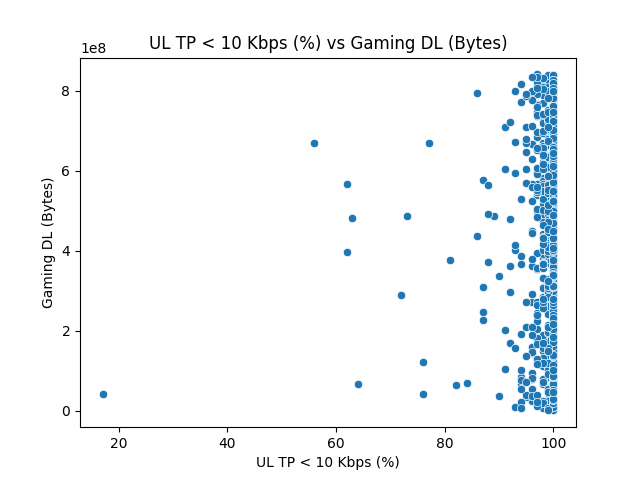 UL TP < 10 Kbps (%) vs Gaming DL (Bytes)
1e8
8
6
4
2
0
Gaming DL (Bytes)
20 40 60 80 100
UL TP < 10 Kbps (%)